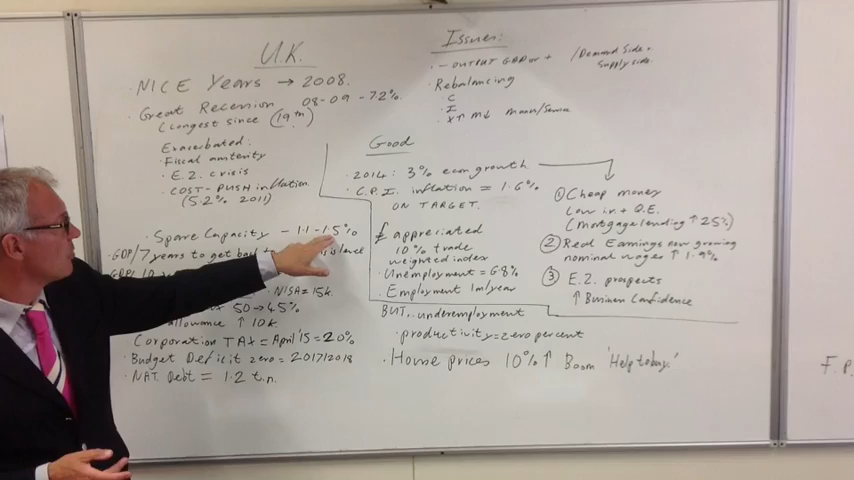 U.K.
· NICE Years → 2008.
· Great Recession 08-09 -7.2%.
(Longest since (19th)
Exacerbated:
· Fiscal austerity
· E.Z. crisis
· COST-PUSH inflation
(5.2% 2011)
· Spare Capacity - 1.1-1.5%
· GDP/7 years to get back to level
GDP/10 years
NISA = 15k.
50→45%
allowance ↑ 10k
Corporation TAX = April '15 = 20%
· Budget Deficit zero = 2017/2018
· NAT. Debt = 1.2 t.n.
Issues:
· - OUTPUT GAP or + /Demand Side.
Supply side.
· Rebalancing
· C
· I
· X↑ M↓ Manu/Service
Good
· 2014: 3% econ growth
· C.P.I. inflation = 1.6%
ON TARGET.
£ appreciated
10% trade
weighted index
· Unemployment = 6.8%
· Employment 1m/year
BUT.. underemployment
· productivity = zero percent
· House prices 10% ↑ Boom 'Help to buy.'
① Cheap money
Low i.r. + Q.E.
(mortgage lending ↑ 25%)
② Real Earnings now growing
nominal wages ↑ 1.9%
③ E.Z. prospects
↑ Business Confidence
F.P.